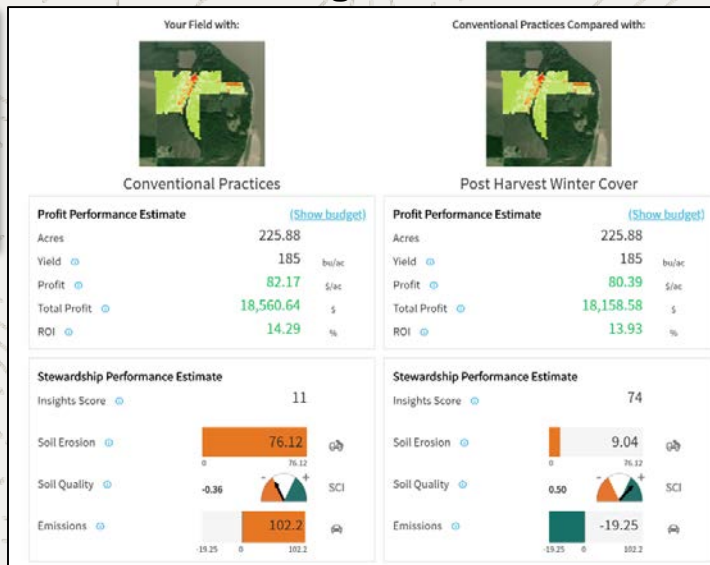 Your Field with:
Conventional Practices
Profit Performance Estimate (Show budget)
Acres 225.88
Yield 185 bu/ac
Profit 82.17 $/ac
Total Profit 18,560.64 $
ROI 14.29 %
Stewardship Performance Estimate
Insights Score 11
Soil Erosion 76.12
0 76.12
Soil Quality -0.36 - + SCI
Emissions 102.2
-19.25 0 102.2
Conventional Practices Compared with:
Post Harvest Winter Cover
Profit Performance Estimate (Show budget)
Acres 225.88
Yield 185 bu/ac
Profit 80.39 $/ac
Total Profit 18,158.58 $
ROI 13.93 %
Stewardship Performance Estimate
Insights Score 74
Soil Erosion 9.04
0 76.12
Soil Quality 0.50 - + SCI
Emissions -19.25
-19.25 0 102.2